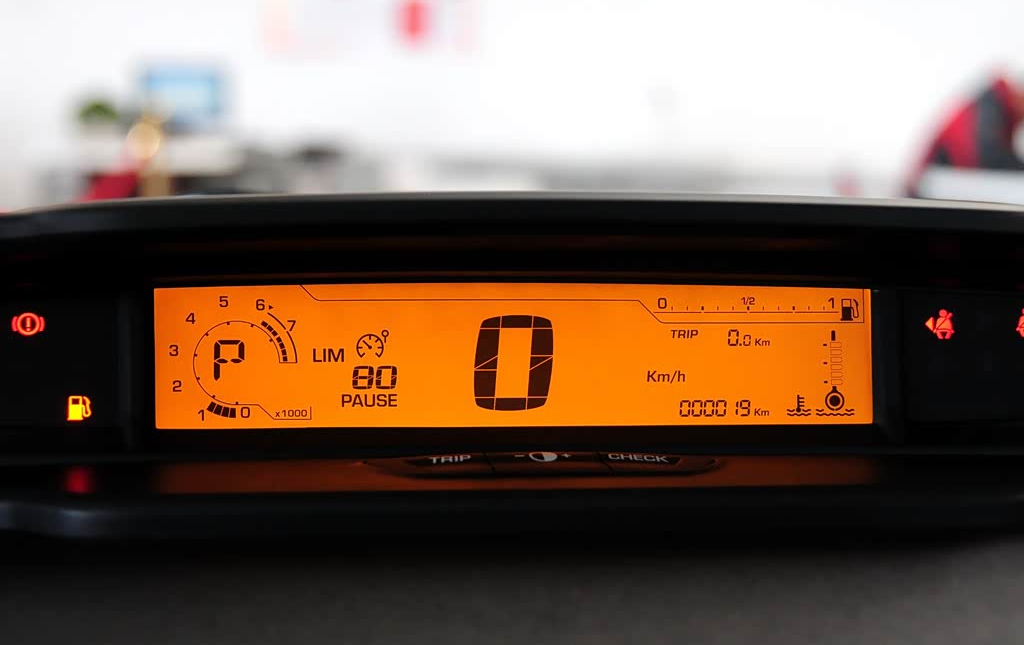 5 6
4 7
3
2
1 0 x1000
P
LIM
80
PAUSE
0
Km/h
0 1/2 1
TRIP 0.0 Km
000019 Km
TRIP - + CHECK